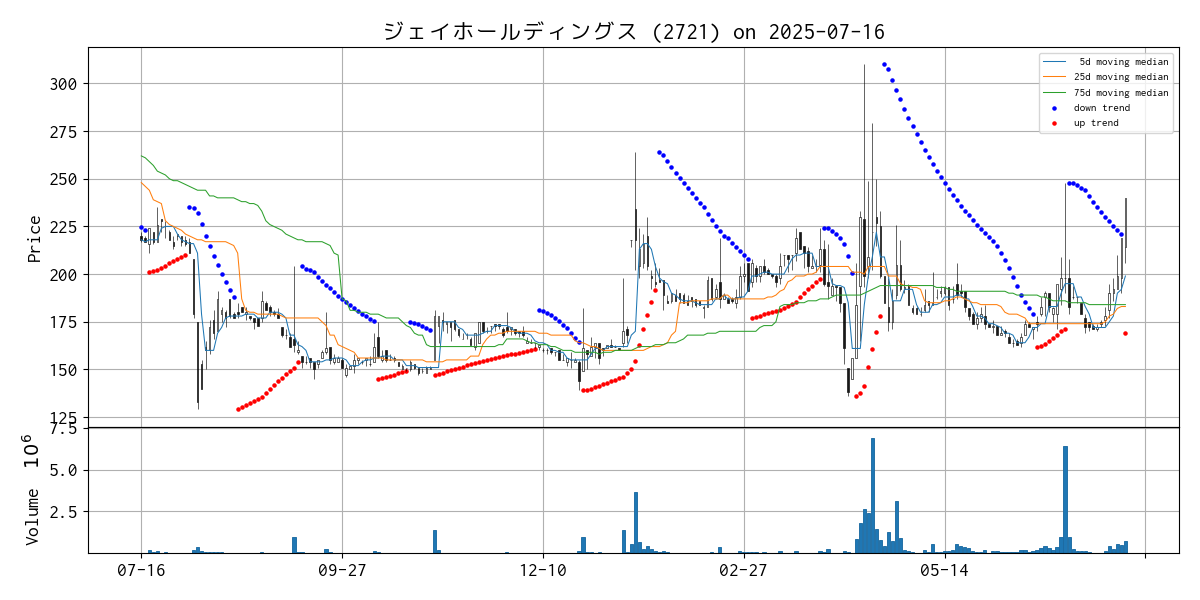 ジェイホールディングス (2721) on 2025-07-16
5d moving median
25d moving median
75d moving median
down trend
up trend
Price
300
275
250
225
200
175
150
125
Volume 10^6
7.5
5.0
2.5
07-16
09-27
12-10
02-27
05-14